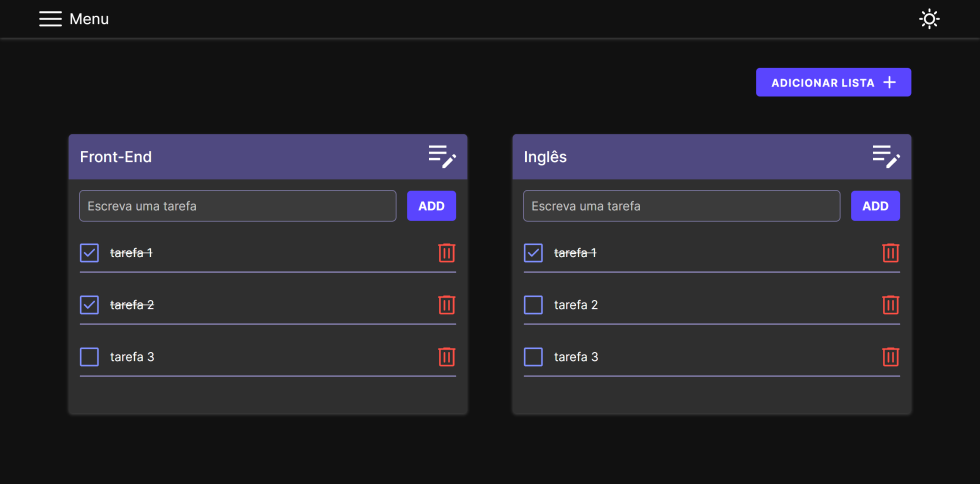 Menu
ADICIONAR LISTA
Front-End
Escreva uma tarefa
ADD
tarefa 1
tarefa 2
tarefa 3
Inglês
Escreva uma tarefa
ADD
tarefa 1
tarefa 2
tarefa 3